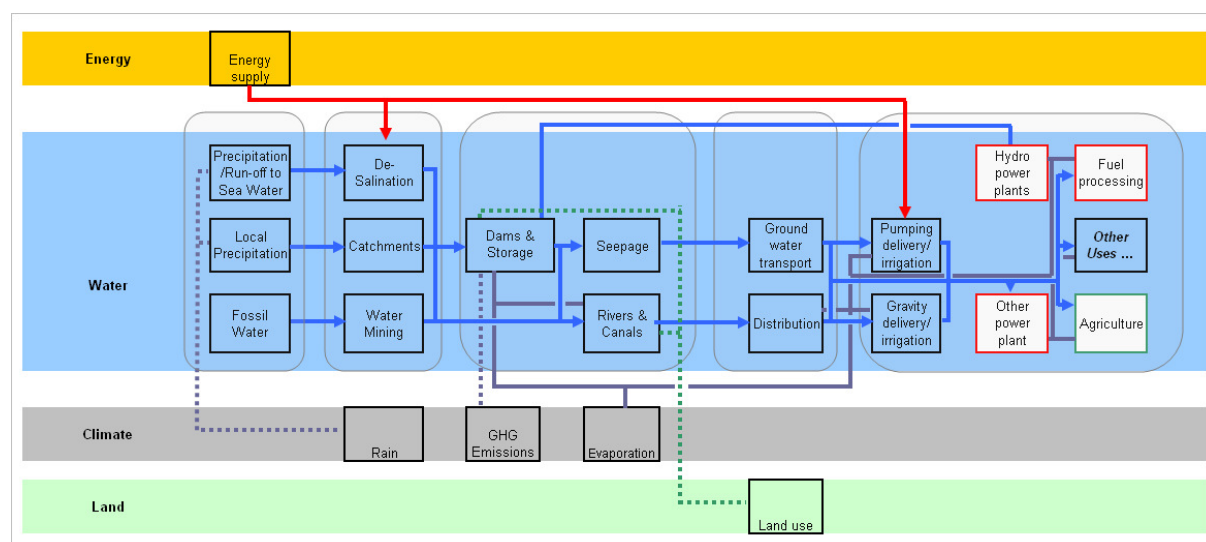 Energy
Energy
supply
Water
Precipitation
/Run-off to
Sea Water
De-
Salination
Hydro
power
plants
Fuel
processing
Local
Precipitation
Catchments
Dams &
Storage
Seepage
Ground
water
transport
Pumping
delivery/
irrigation
Other
Uses ...
Fossil
Water
Water
Mining
Rivers &
Canals
Distribution
Gravity
delivery/
irrigation
Other
power
plant
Agriculture
Climate
Rain
GHG
Emissions
Evaporation
Land
Land use